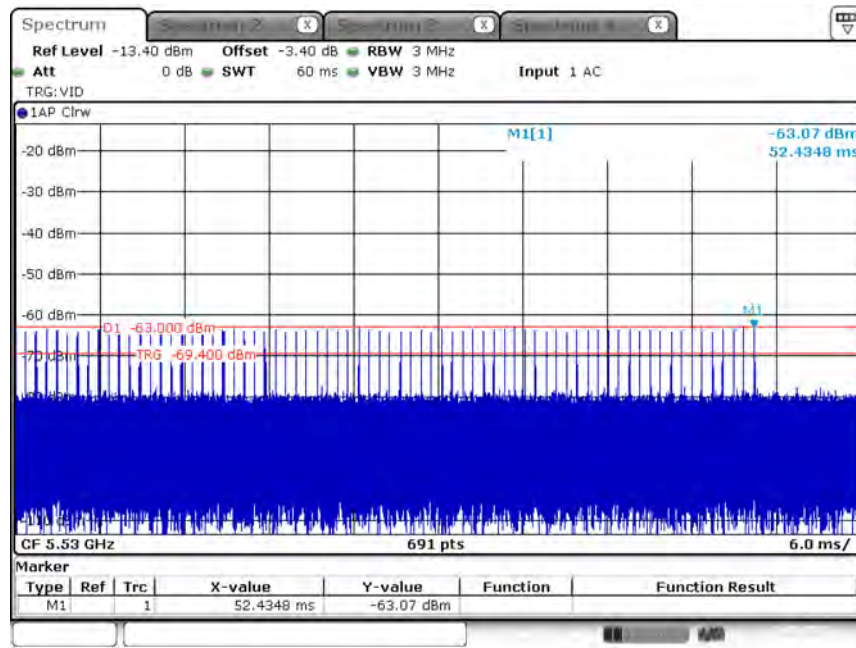 Spectrum
X
X
X
Ref Level -13.40 dBm Offset -3.40 dB RBW 3 MHz
Att 0 dB SWT 60 ms VBW 3 MHz Input 1 AC
TRG:VID
1AP Clrw
M1[1] -63.07 dBm
52.4348 ms
-20 dBm
-30 dBm
-40 dBm
-50 dBm
-60 dBm
M1
D1 -63.000 dBm
-70 dBm
TRG -69.400 dBm
CF 5.53 GHz 691 pts 6.0 ms/
Marker
Type Ref Trc X-value Y-value Function Function Result
M1 1 52.4348 ms -63.07 dBm